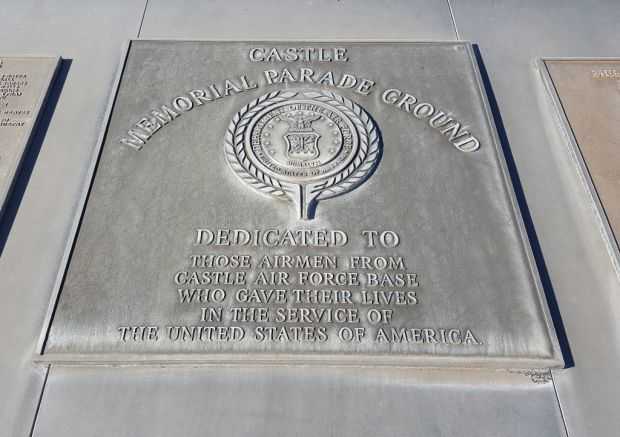 CASTLE
MEMORIAL PARADE GROUND
DEDICATED TO
THOSE AIRMEN FROM
CASTLE AIR FORCE BASE
WHO GAVE THEIR LIVES
IN THE SERVICE OF
THE UNITED STATES OF AMERICA.